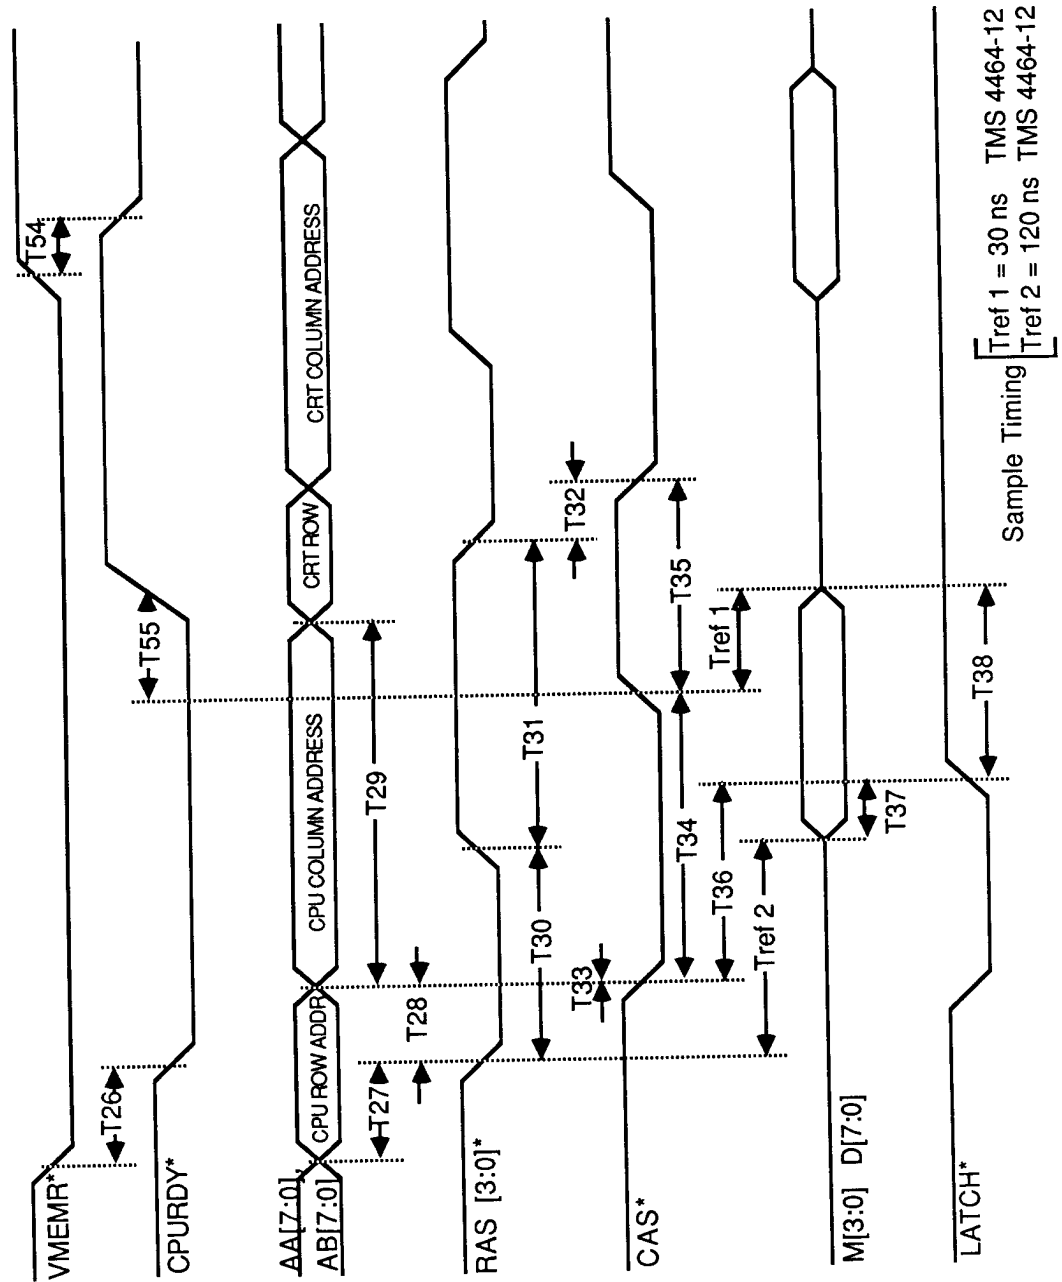 VMEMR*
T26
T54
CPURDY*
T55
AA[7:0],
AB[7:0]
CPU ROW ADDR
CPU COLUMN ADDRESS
CRT ROW
CRT COLUMN ADDRESS
T27
T28
T29
RAS [3:0]*
T30
T31
T32
CAS*
T33
T34
T35
T36
Tref 1
Tref 2
M[3:0] D[7:0]
T37
T38
LATCH*
Sample Timing
Tref 1 = 30 ns TMS 4464-12
Tref 2 = 120 ns TMS 4464-12